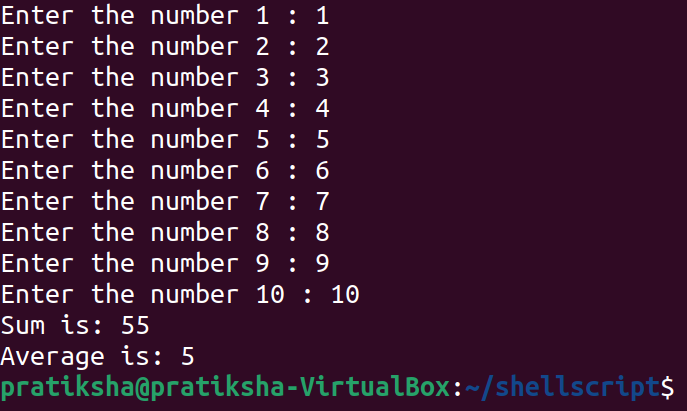 Enter the number 1 : 1
Enter the number 2 : 2
Enter the number 3 : 3
Enter the number 4 : 4
Enter the number 5 : 5
Enter the number 6 : 6
Enter the number 7 : 7
Enter the number 8 : 8
Enter the number 9 : 9
Enter the number 10 : 10
Sum is: 55
Average is: 5
pratiksha@pratiksha-VirtualBox:~/shellscript$